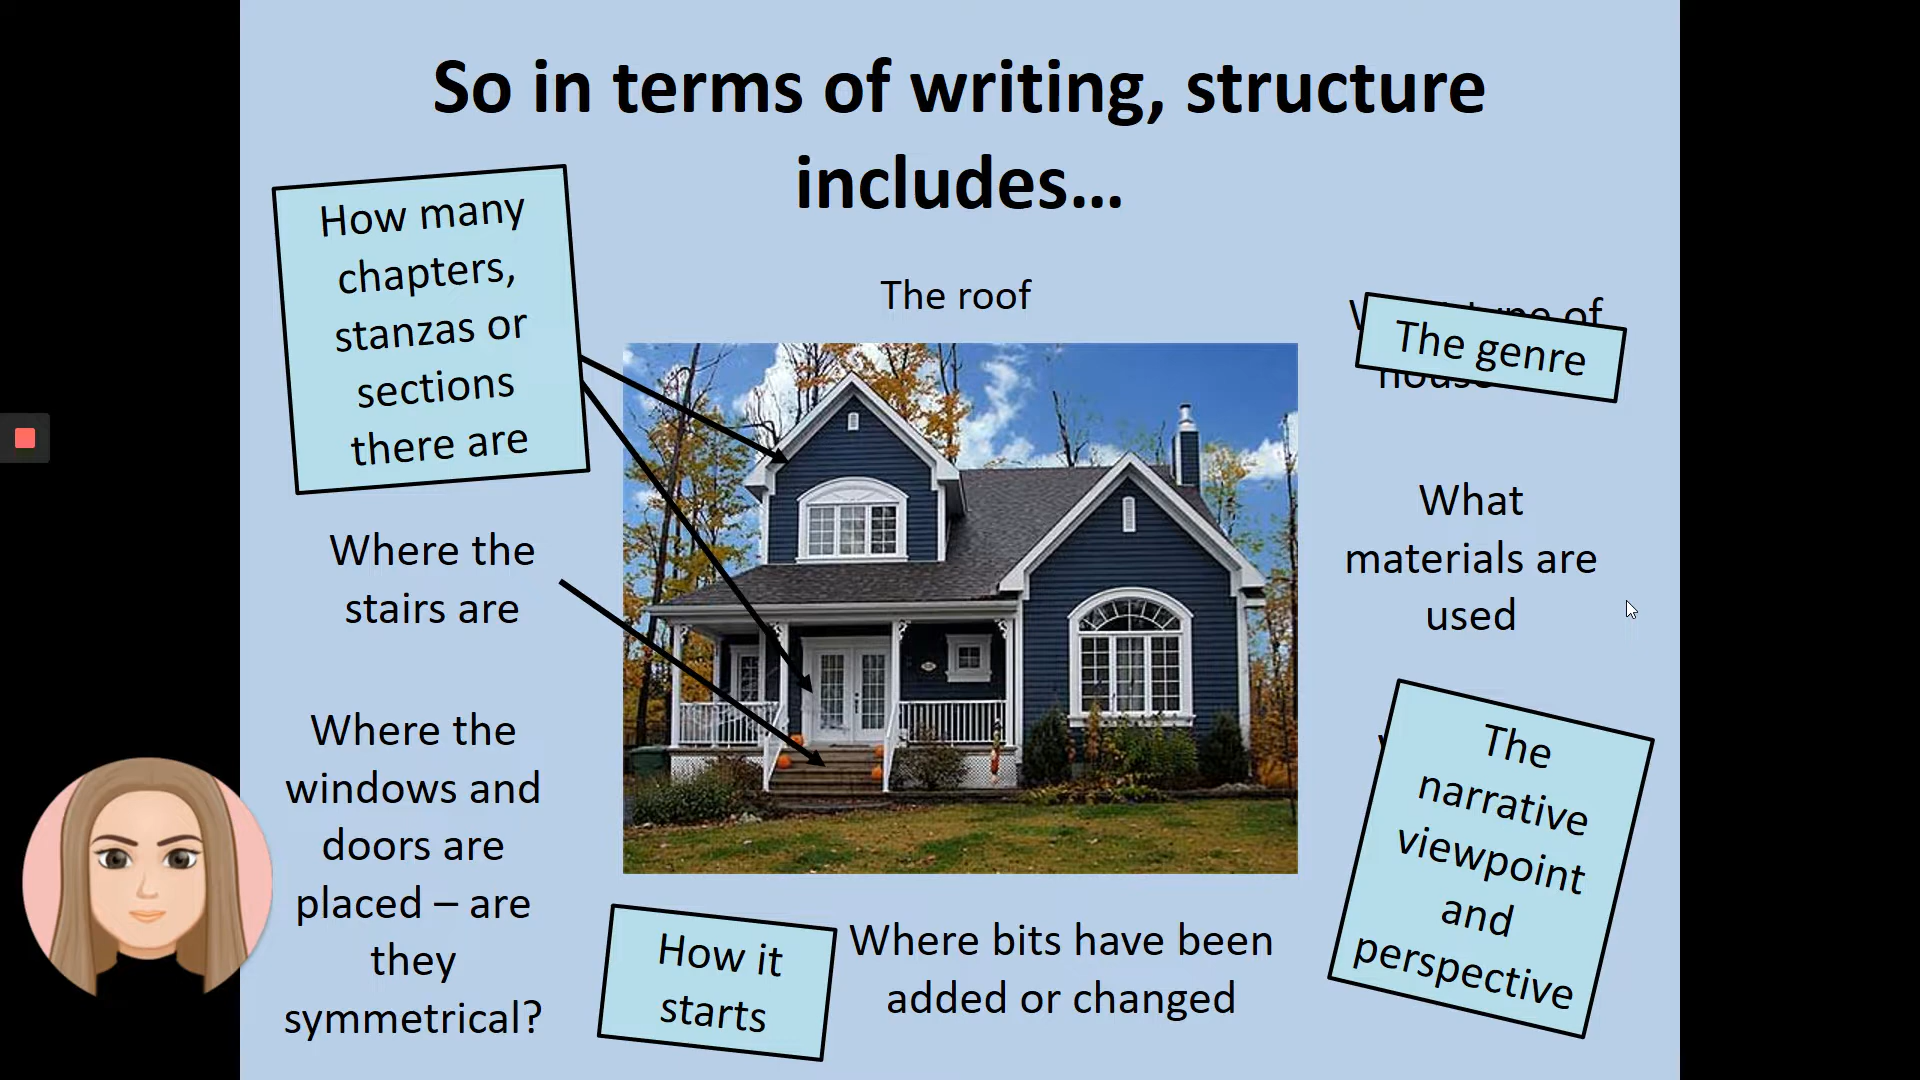 So in terms of writing, structure
includes...
How many
chapters,
stanzas or
sections
there are
The roof
of
The genre
Where the
stairs are
What
materials are
used
Where the
windows and
doors are
placed – are
they
symmetrical?
The
narrative
viewpoint
and
perspective
How it
starts
Where bits have been
added or changed